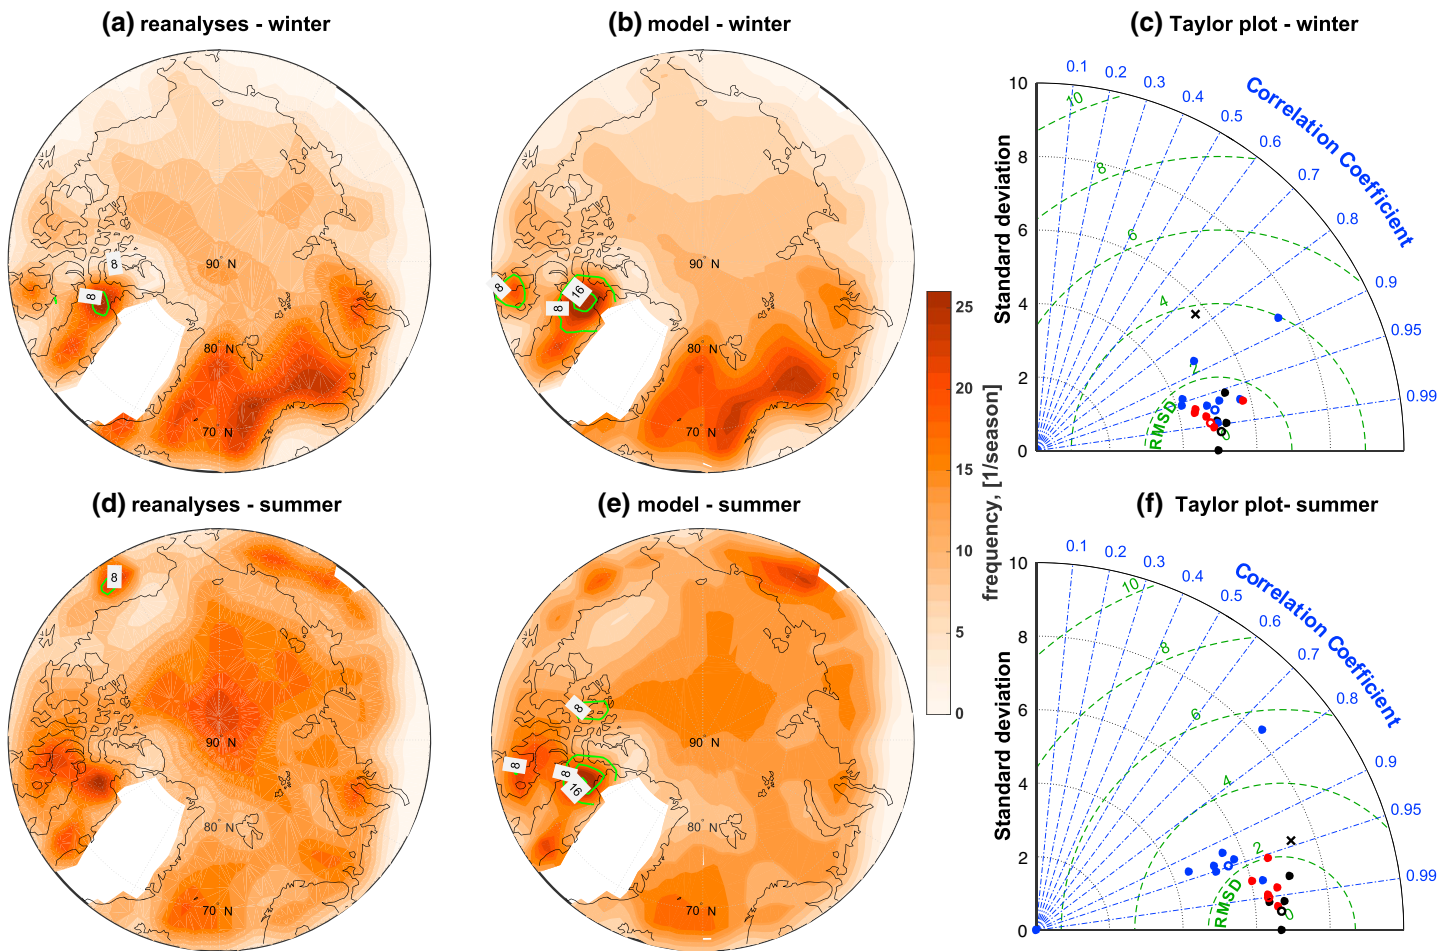 (a) reanalyses - winter
(b) model - winter
(c) Taylor plot - winter
8
8
90° N
80° N
70° N
8
16
8
90° N
80° N
70° N
25
20
15
10
5
0
frequency, [1/season]
Standard deviation
10
8
6
4
2
0
0.1
0.2
0.3
0.4
0.5
0.6
0.7
0.8
0.9
0.95
0.99
Correlation Coefficient
10
8
6
4
2
0
RMSD
(d) reanalyses - summer
(e) model - summer
(f) Taylor plot- summer
8
90° N
80° N
70° N
8
8
8
16
90° N
80° N
70° N
Standard deviation
10
8
6
4
2
0
0.1
0.2
0.3
0.4
0.5
0.6
0.7
0.8
0.9
0.95
0.99
Correlation Coefficient
10
8
6
4
2
0
RMSD